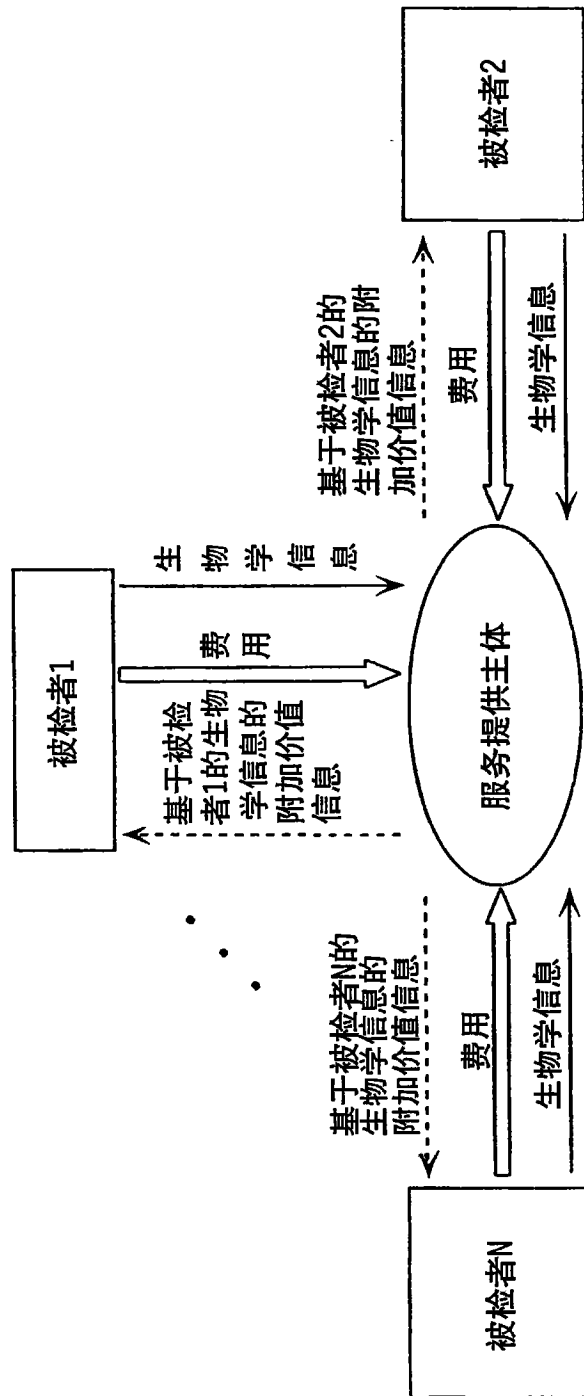 被检者1
生物学信息
费用
基于被检
者1的生物
学信息的
附加价值
信息
被检者2
基于被检者2的
生物学信息的附
加价值信息
费用
生物学信息
服务提供主体
基于被检者N的
生物学信息的
附加价值信息
费用
生物学信息
被检者N